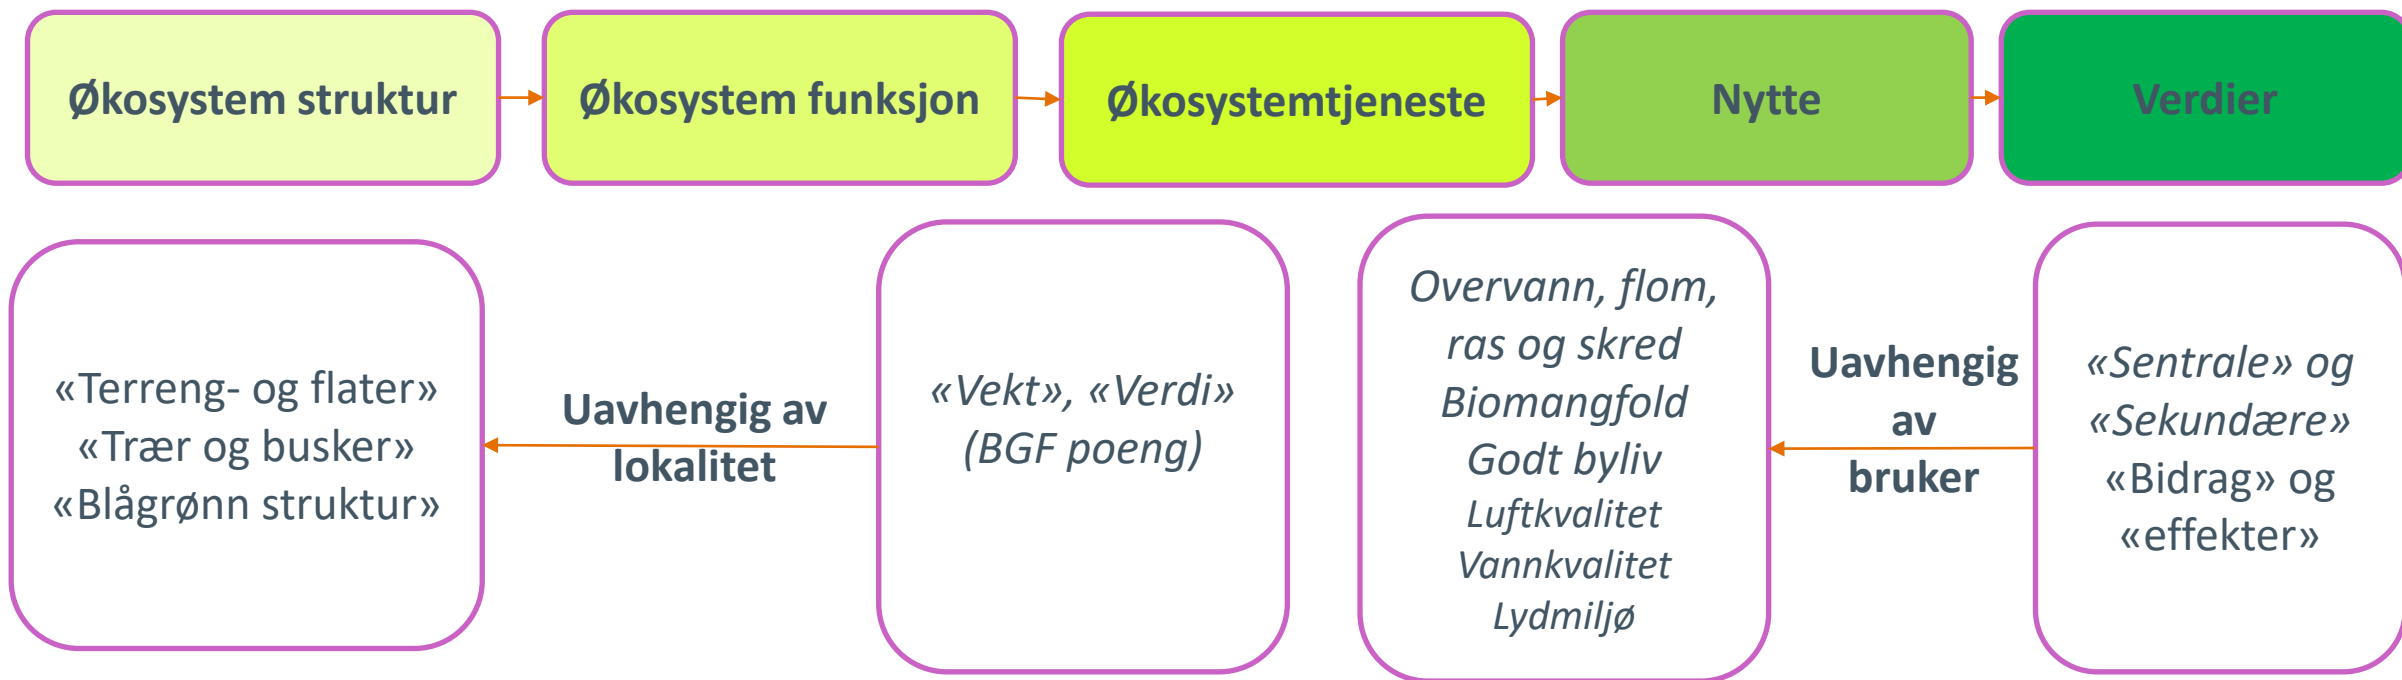 Økosystem struktur
Økosystem funksjon
Økosystemtjeneste
Nytte
Verdier
«Terreng- og flater»
«Trær og busker»
«Blågrønn struktur»
Uavhengig av
lokalitet
«Vekt», «Verdi»
(BGF poeng)
Overvann, flom,
ras og skred
Biomangfold
Godt byliv
Luftkvalitet
Vannkvalitet
Lydmiljø
Uavhengig
av
bruker
«Sentrale» og
«Sekundære»
«Bidrag» og
«effekter»